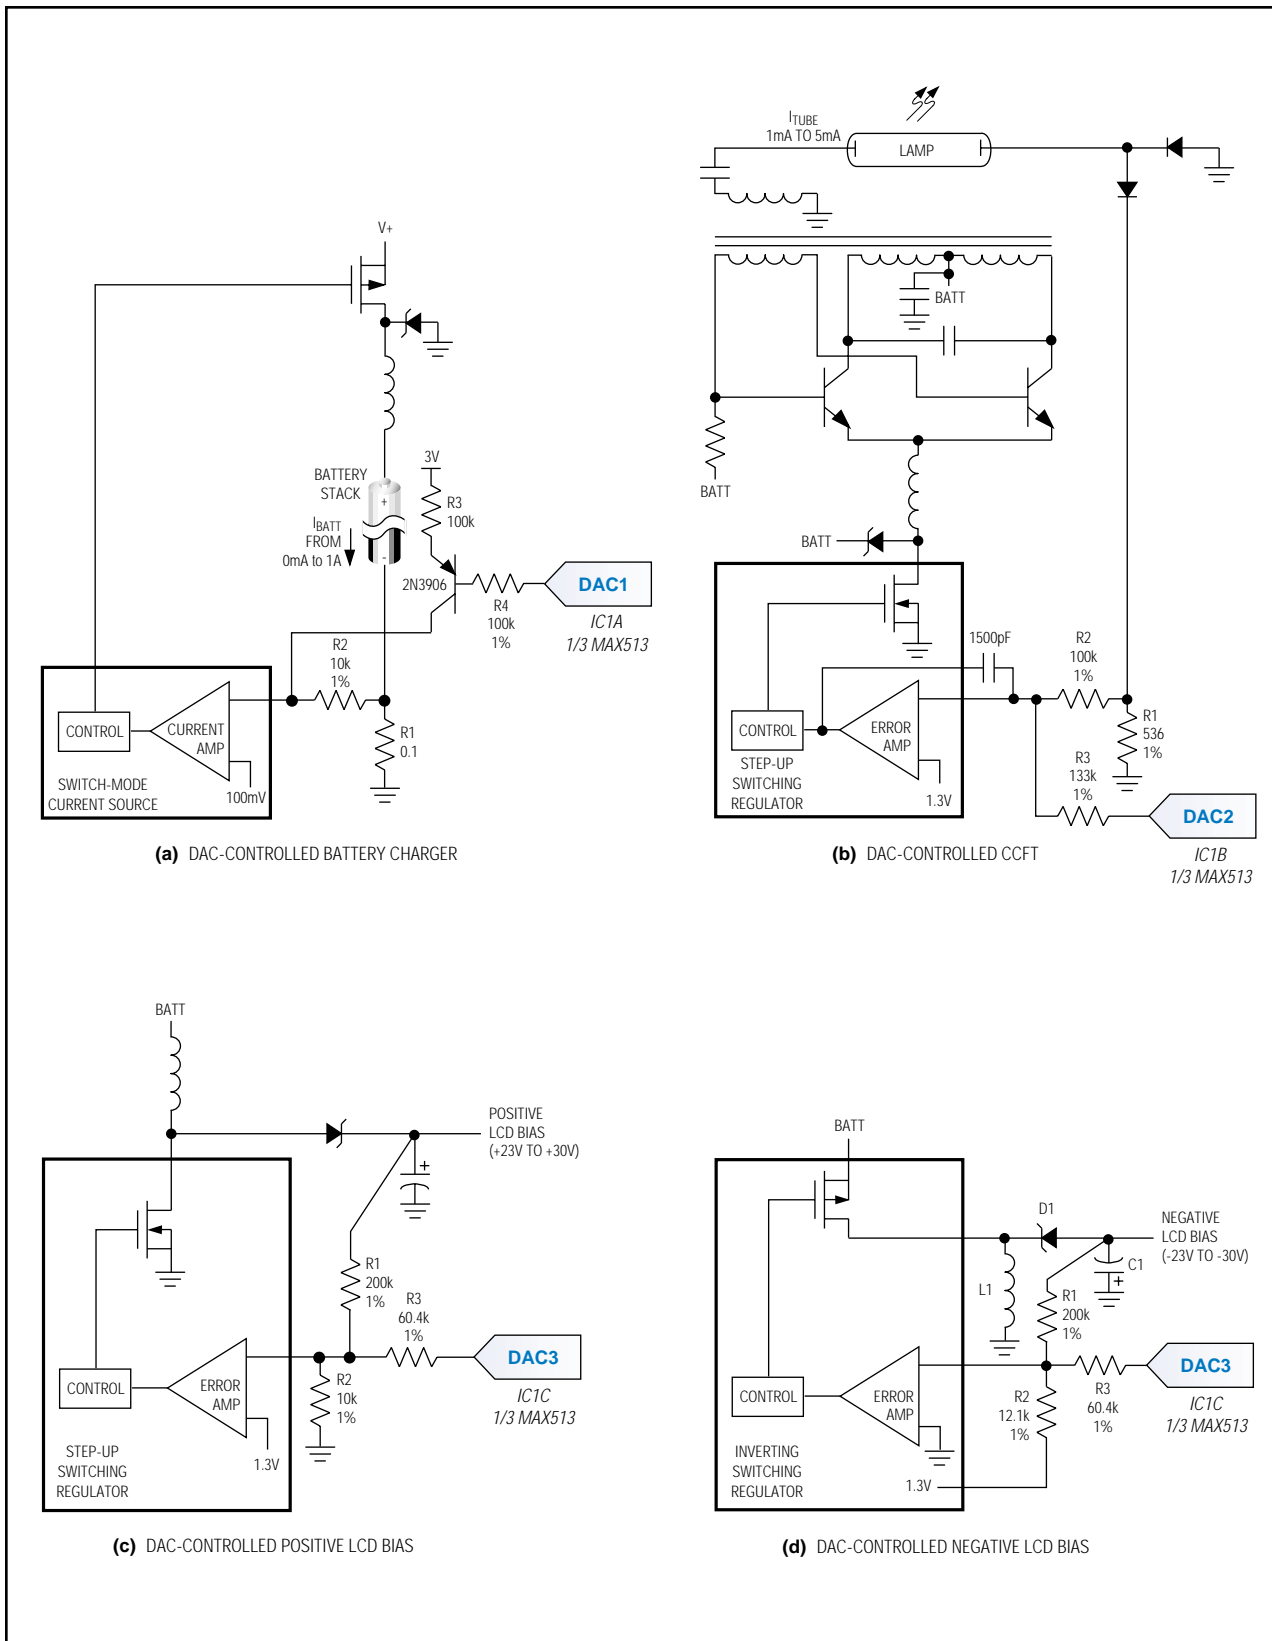 V+
BATTERY
STACK
+
-
I_BATT
FROM
0mA to 1A
3V
R3
100k
2N3906
R4
100k
1%
DAC1
IC1A
1/3 MAX513
R2
10k
1%
R1
0.1
CONTROL
CURRENT
AMP
100mV
SWITCH-MODE
CURRENT SOURCE
(a) DAC-CONTROLLED BATTERY CHARGER
I_TUBE
1mA TO 5mA
LAMP
BATT
BATT
BATT
1500pF
R2
100k
1%
R1
536
1%
R3
133k
1%
DAC2
IC1B
1/3 MAX513
CONTROL
ERROR
AMP
1.3V
STEP-UP
SWITCHING
REGULATOR
(b) DAC-CONTROLLED CCFT
BATT
POSITIVE
LCD BIAS
(+23V TO +30V)
+
R1
200k
1%
R3
60.4k
1%
DAC3
IC1C
1/3 MAX513
R2
10k
1%
CONTROL
ERROR
AMP
1.3V
STEP-UP
SWITCHING
REGULATOR
(c) DAC-CONTROLLED POSITIVE LCD BIAS
BATT
D1
NEGATIVE
LCD BIAS
(-23V TO -30V)
C1
+
L1
R1
200k
1%
R3
60.4k
1%
DAC3
IC1C
1/3 MAX513
R2
12.1k
1%
CONTROL
ERROR
AMP
INVERTING
SWITCHING
REGULATOR
1.3V
(d) DAC-CONTROLLED NEGATIVE LCD BIAS